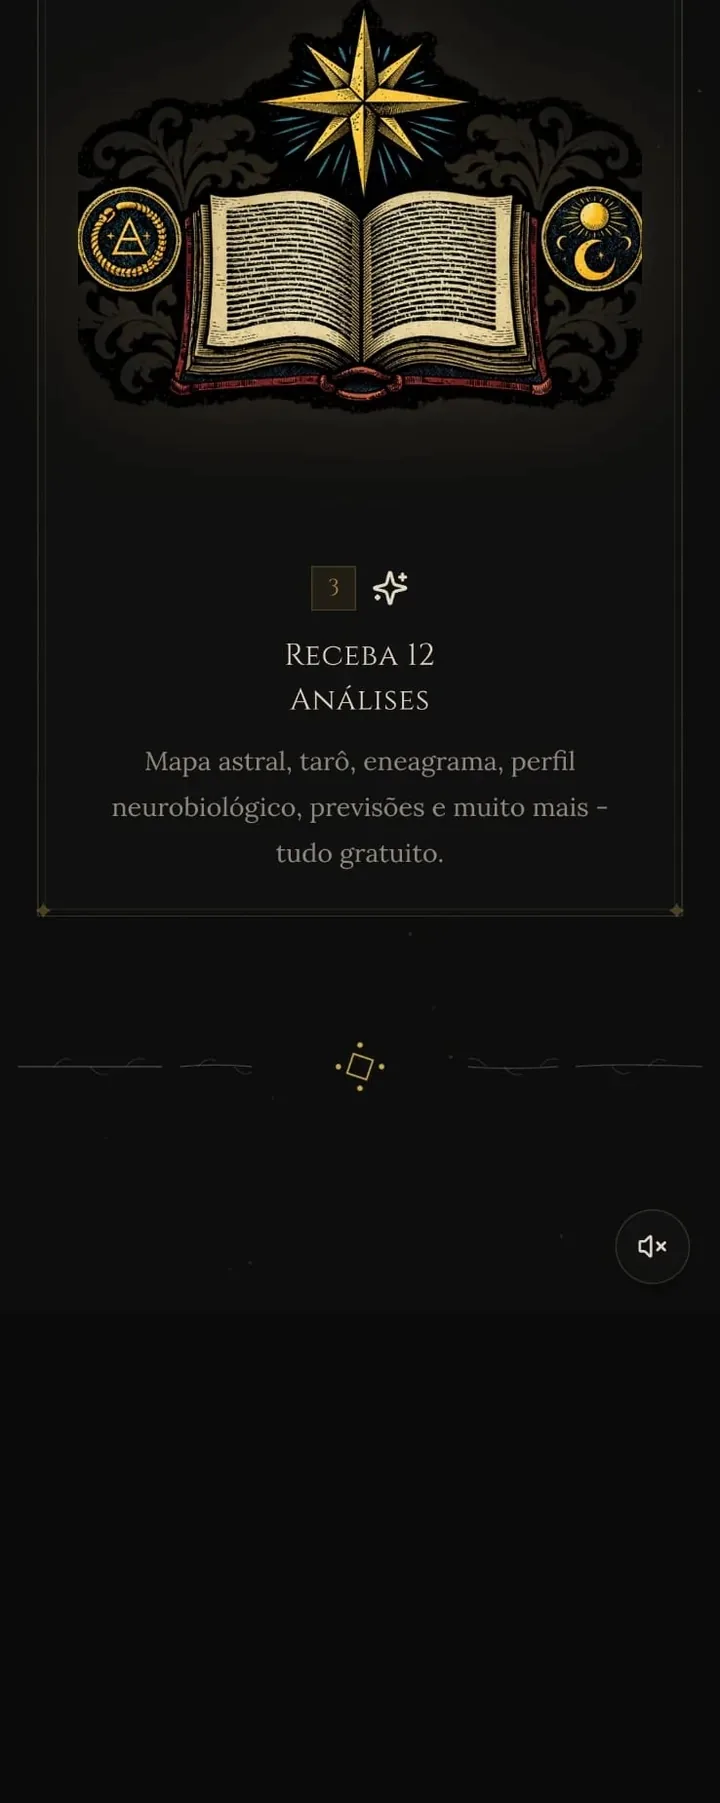 3
Receba 12
Análises
Mapa astral, tarô, eneagrama, perfil
neurobiológico, previsões e muito mais -
tudo gratuito.